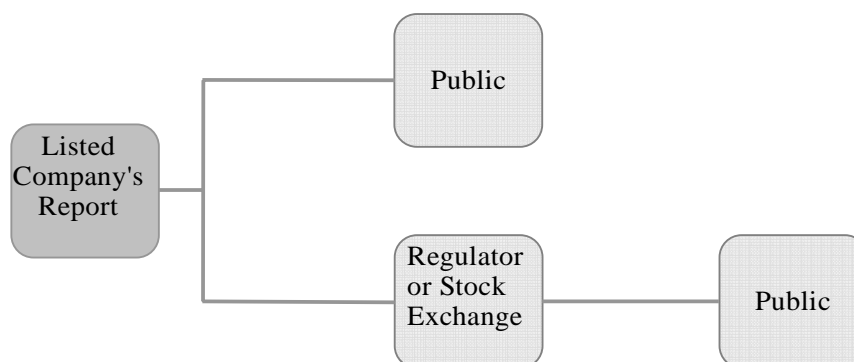 Public
Listed
Company's
Report
Regulator
or Stock
Exchange
Public